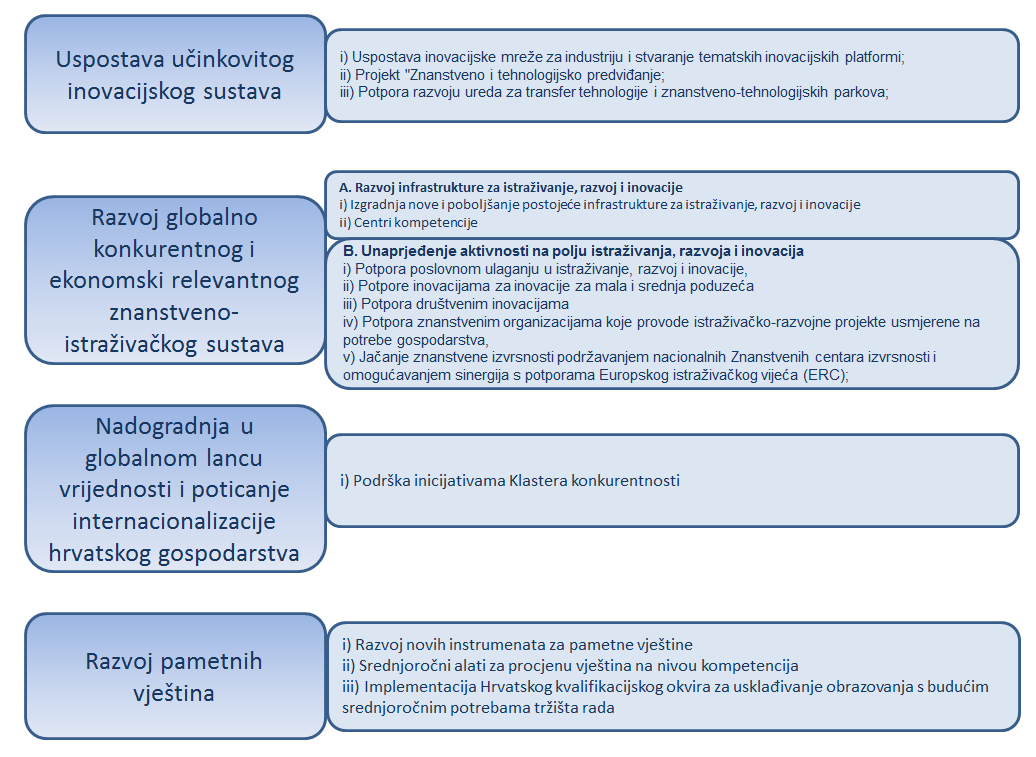 Uspostava učinkovitog
inovacijskog sustava
i) Uspostava inovacijske mreže za industriju i stvaranje tematskih inovacijskih platformi;
ii) Projekt "Znanstveno i tehnologijsko predviđanje;
iii) Potpora razvoju ureda za transfer tehnologije i znanstveno-tehnologijskih parkova;
Razvoj globalno
konkurentnog i
ekonomski relevantnog
znanstveno-
istraživačkog sustava
A. Razvoj infrastrukture za istraživanje, razvoj i inovacije
i) Izgradnja nove i poboljšanje postojeće infrastrukture za istraživanje, razvoj i inovacije
ii) Centri kompetencije
B. Unaprjeđenje aktivnosti na polju istraživanja, razvoja i inovacija
i) Potpora poslovnom ulaganju u istraživanje, razvoj i inovacije,
ii) Potpore inovacijama za inovacije za mala i srednja poduzeća
iii) Potpora društvenim inovacijama
iv) Potpora znanstvenim organizacijama koje provode istraživačko-razvojne projekte usmjerene na
potrebe gospodarstva,
v) Jačanje znanstvene izvrsnosti podržavanjem nacionalnih Znanstvenih centara izvrsnosti i
omogućavanjem sinergija s potporama Europskog istraživačkog vijeća (ERC);
Nadogradnja u
globalnom lancu
vrijednosti i poticanje
internacionalizacije
hrvatskog gospodarstva
i) Podrška inicijativama Klastera konkurentnosti
Razvoj pametnih
vještina
i) Razvoj novih instrumenata za pametne vještine
ii) Srednjoročni alati za procjenu vještina na nivou kompetencija
iii) Implementacija Hrvatskog kvalifikacijskog okvira za usklađivanje obrazovanja s budućim
srednjoročnim potrebama tržišta rada